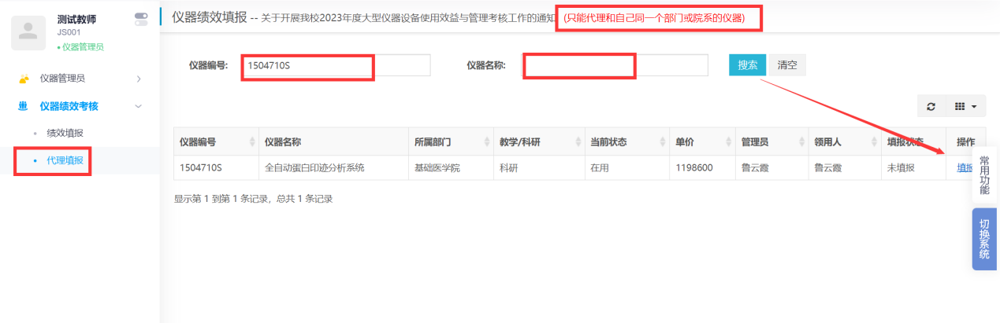 测试教师
JS001
仪器管理员
仪器管理员
仪器绩效考核
绩效填报
代理填报
仪器绩效填报 -- 关于开展我校2023年度大型仪器设备使用效益与管理考核工作的通知 (只能代理和自己同一个部门或院系的仪器)
仪器编号: 1504710S 仪器名称: 搜索 清空
仪器编号 仪器名称 所属部门 教学/科研 当前状态 单价 管理员 领用人 填报状态 操作
1504710S 全自动蛋白印迹分析系统 基础医学院 科研 在用 1198600 鲁云霞 鲁云霞 未填报 填报
显示第 1 到第 1 条记录，总共 1 条记录
常用功能
切换系统